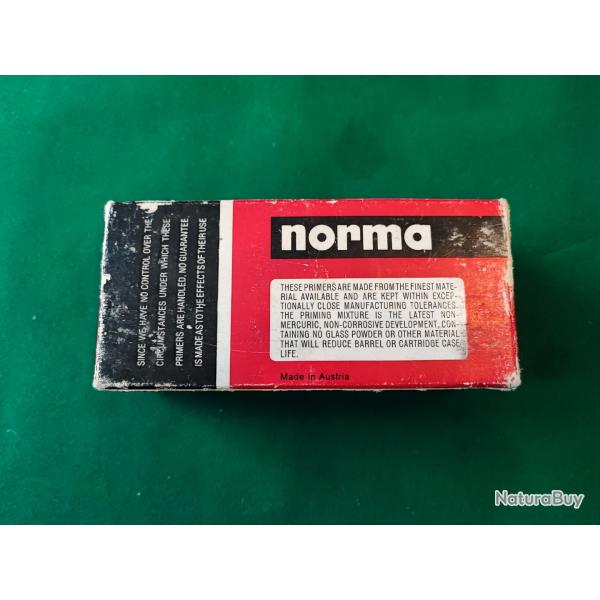 SINCE WE HAVE NO CONTROL OVER THE
CIRCUMSTANCES UNDER WHICH THESE
PRIMERS ARE HANDLED, NO GUARANTEE,
IS MADE AS TO THE EFFECTS OF THEIR USE
norma
THESE PRIMERS ARE MADE FROM THE FINEST MATE-
RIAL AVAILABLE AND ARE KEPT WITHIN EXCEP-
TIONALLY CLOSE MANUFACTURING TOLERANCES.
THE PRIMING MIXTURE IS THE LATEST NON-
MERCURIC, NON-CORROSIVE DEVELOPMENT, CON-
TAINING NO GLASS POWDER OR OTHER MATERIAL
THAT WILL REDUCE BARREL OR CARTRIDGE CASE
LIFE.
Made in Austria
NaturaBuy